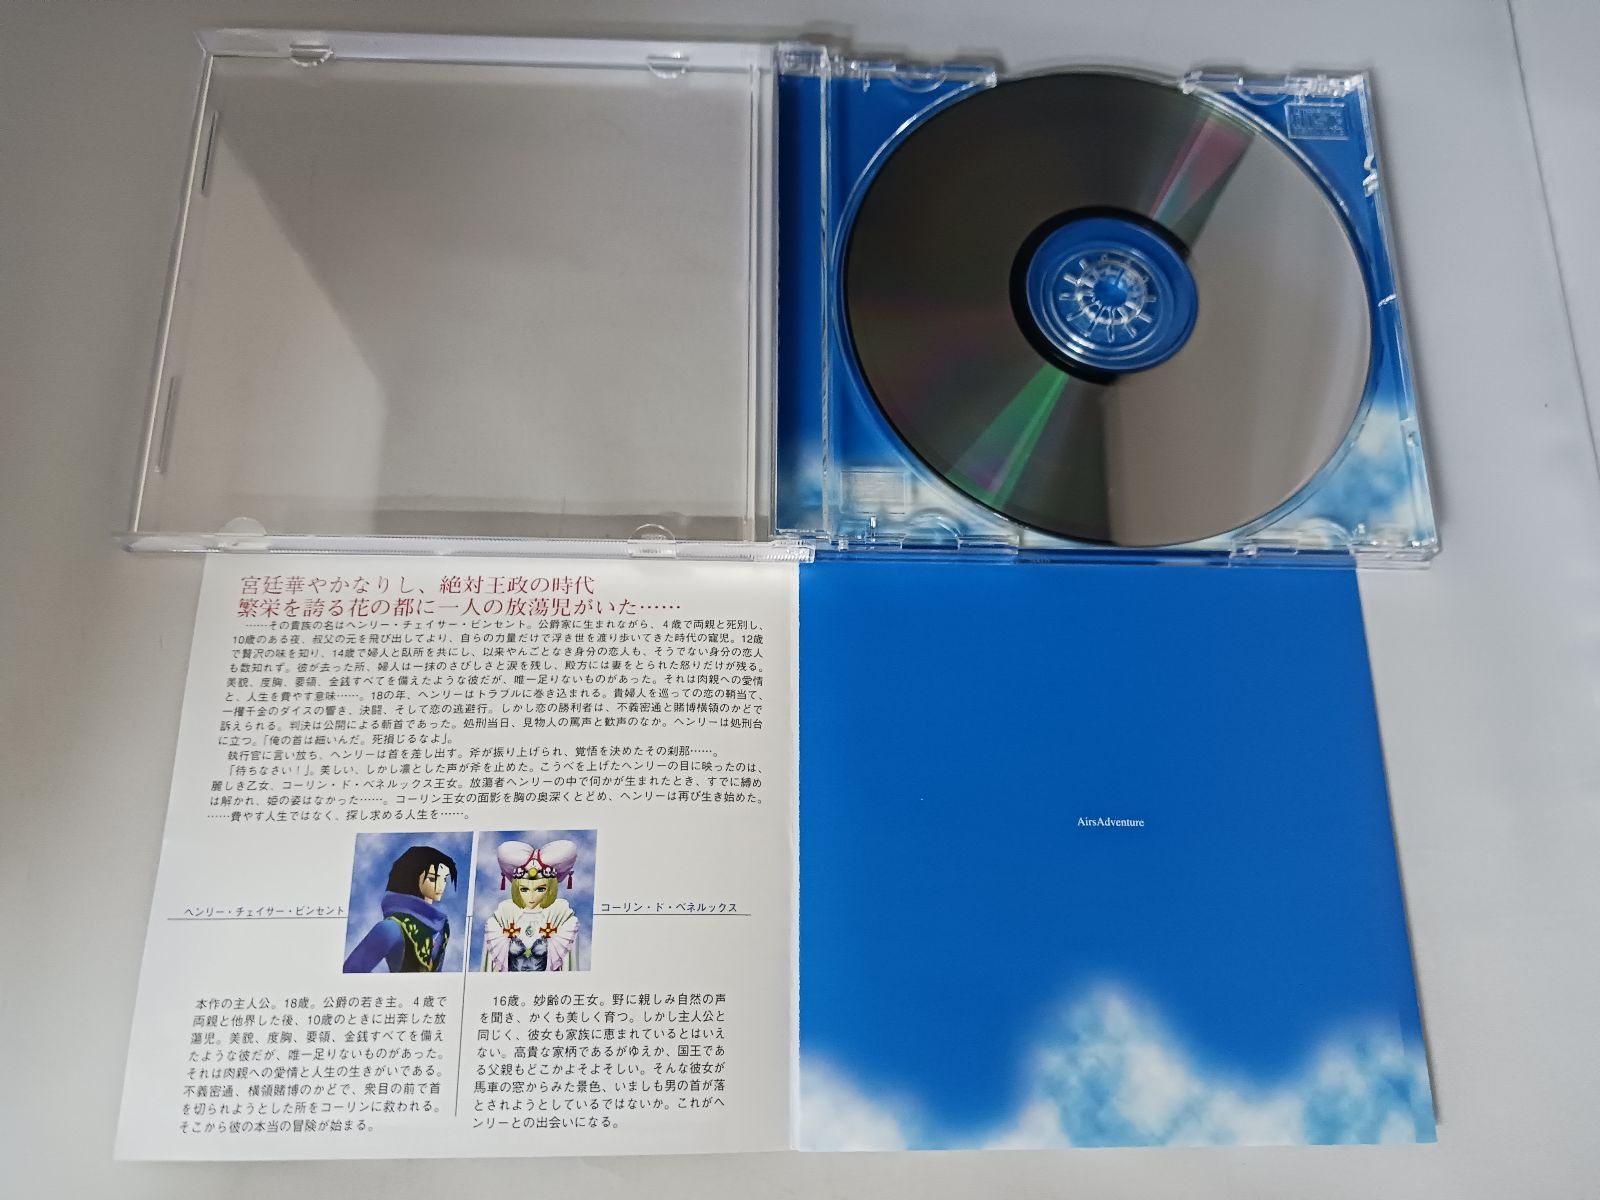 宮廷華やかなりし、絶対王政の時代
繁栄を誇る花の都に一人の放蕩児がいた……
……その貴族の名はヘンリー・チェイサー・ビンセント。公爵家に生まれながら、４歳で両親と死別し、
10歳のある夜、叔父の元を飛び出してより、自らの力量だけで浮き世を渡り歩いてきた時代の寵児。12歳
で贅沢の味を知り、14歳で婦人と臥所を共にし、以来やんごとなき身分の恋人も、そうでない身分の恋人
も数知れず。彼が去った所、婦人は一抹のさびしさと涙を残し、殿方には妻をとられた怒りだけが残る。
美貌、度胸、要領、金銭すべてを備えたような彼だが、唯一足りないものがあった。それは肉親への愛情
と、人生を費やす意味……。18の年、ヘンリーはトラブルに巻き込まれる。貴婦人を巡っての恋の鞘当て、
一攫千金のダイスの響き、決闘、そして恋の逃避行。しかし恋の勝利者は、不義密通と賭博横領のかどで
訴えられる。判決は公開による斬首であった。処刑当日、見物人の罵声と歓声のなか。ヘンリーは処刑台
に立つ。「俺の首は細いんだ。死損じるなよ」。
執行官に言い放ち、ヘンリーは首を差し出す。斧が振り上げられ、覚悟を決めたその刹那……。
「待ちなさい！」。美しい、しかし凛とした声が斧を止めた。こうべを上げたヘンリーの目に映ったのは、
麗しき乙女、コーリン・ド・ベネルックス王女。放蕩者ヘンリーの中で何かが生まれたとき、すでに縛め
は解かれ、姫の姿はなかった……。コーリン王女の面影を胸の奥深くとどめ、ヘンリーは再び生き始めた。
……費やす人生ではなく、探し求める人生を……。
ヘンリー・チェイサー・ビンセント
コーリン・ド・ベネルックス
本作の主人公。18歳。公爵の若き主。４歳で
両親と他界した後、10歳のときに出奔した放
蕩児。美貌、度胸、要領、金銭すべてを備え
たような彼だが、唯一足りないものがあった。
それは肉親への愛情と人生の生きがいである。
不義密通、横領賭博のかどで、衆目の前で首
を切られようとした所をコーリンに救われる。
そこから彼の本当の冒険が始まる。
16歳。妙齢の王女。野に親しみ自然の声
を聞き、かくも美しく育つ。しかし主人公と
同じく、彼女も家族に恵まれているとはいえ
ない。高貴な家柄であるがゆえか、国王であ
る父親もどこかよそよそしい。そんな彼女が
馬車の窓からみた景色、いましも男の首が落
とされようとしているではないか。これがヘ
ンリーとの出会いになる。
AirsAdventure